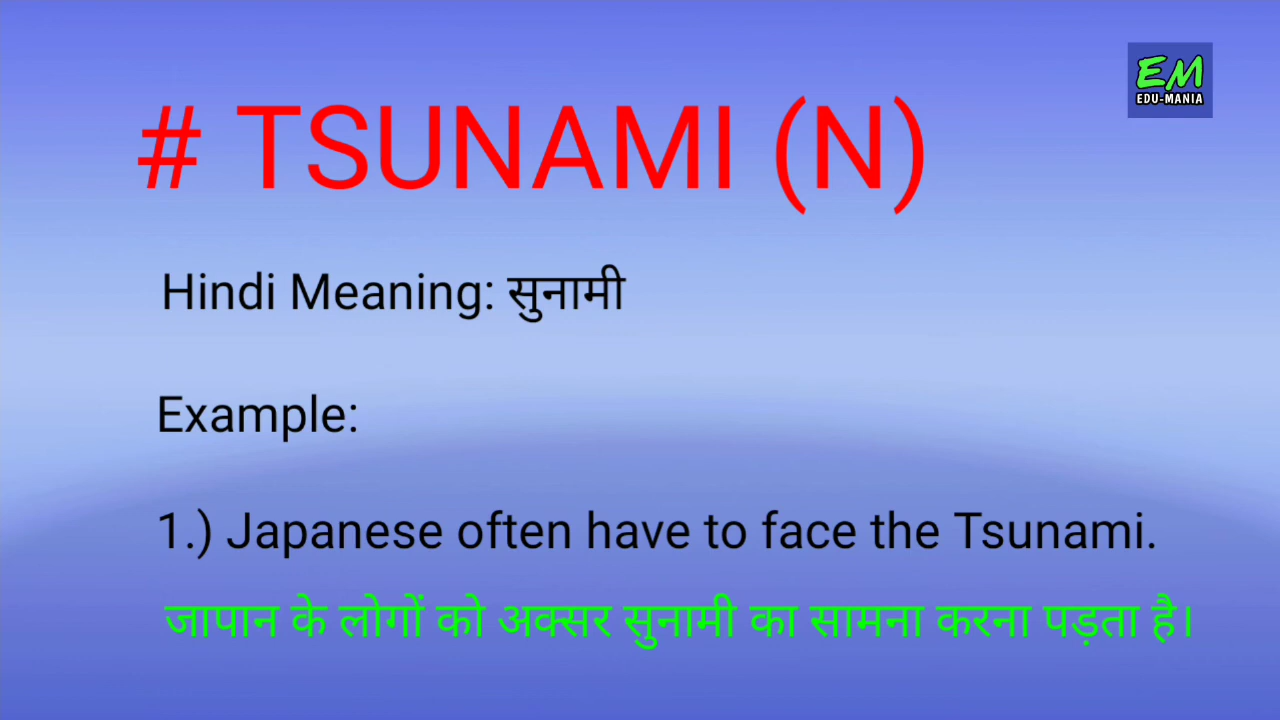 EM
EDU-MANIA
# TSUNAMI (N)
Hindi Meaning: सुनामी
Example:
1.) Japanese often have to face the Tsunami.
जापान के लोगों को अक्सर सुनामी का सामना करना पड़ता है।